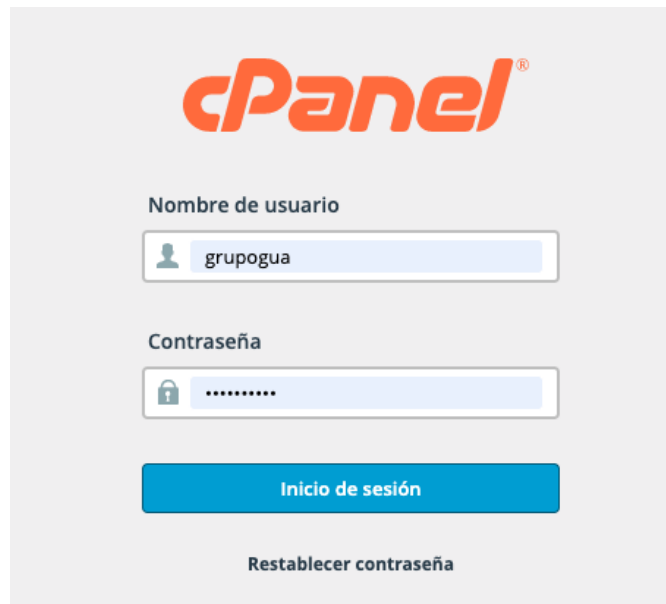 cPanel®
Nombre de usuario
grupogua
Contraseña
••••••••••
Inicio de sesión
Restablecer contraseña